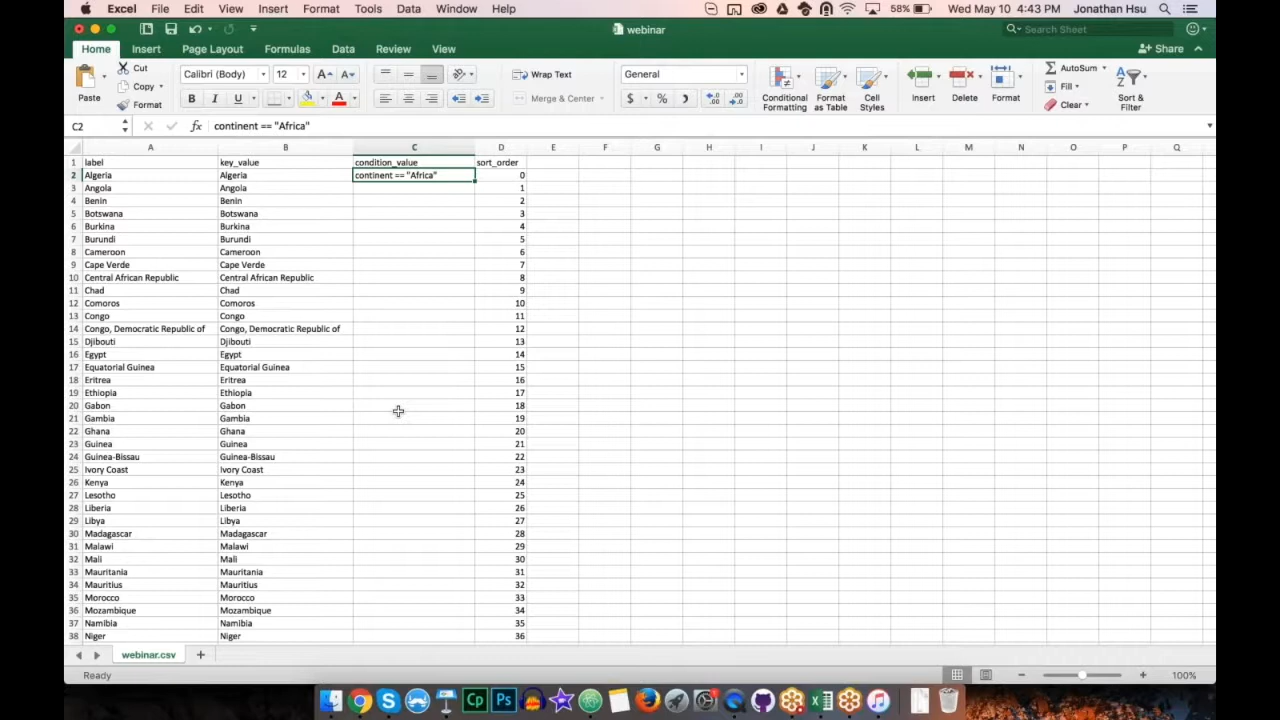 Excel File Edit View Insert Format Tools Data Window Help 58% Wed May 10 4:43 PM Jonathan Hsu
webinar Search Sheet
Home Insert Page Layout Formulas Data Review View Share
Paste Cut Copy Format Calibri (Body) 12 Wrap Text General Conditional Formatting Format as Table Cell Styles Insert Delete Format AutoSum Fill Clear Sort & Filter
B I U Merge & Center $ %
C2 fx continent == "Africa"
A B C D E F G H I J K L M N O P Q
1 label key_value condition_value sort_order
2 Algeria Algeria continent == "Africa" 0
3 Angola Angola 1
4 Benin Benin 2
5 Botswana Botswana 3
6 Burkina Burkina 4
7 Burundi Burundi 5
8 Cameroon Cameroon 6
9 Cape Verde Cape Verde 7
10 Central African Republic Central African Republic 8
11 Chad Chad 9
12 Comoros Comoros 10
13 Congo Congo 11
14 Congo, Democratic Republic of Congo, Democratic Republic of 12
15 Djibouti Djibouti 13
16 Egypt Egypt 14
17 Equatorial Guinea Equatorial Guinea 15
18 Eritrea Eritrea 16
19 Ethiopia Ethiopia 17
20 Gabon Gabon 18
21 Gambia Gambia 19
22 Ghana Ghana 20
23 Guinea Guinea 21
24 Guinea-Bissau Guinea-Bissau 22
25 Ivory Coast Ivory Coast 23
26 Kenya Kenya 24
27 Lesotho Lesotho 25
28 Liberia Liberia 26
29 Libya Libya 27
30 Madagascar Madagascar 28
31 Malawi Malawi 29
32 Mali Mali 30
33 Mauritania Mauritania 31
34 Mauritius Mauritius 32
35 Morocco Morocco 33
36 Mozambique Mozambique 34
37 Namibia Namibia 35
38 Niger Niger 36
webinar.csv
Ready 100%
Cp Ps